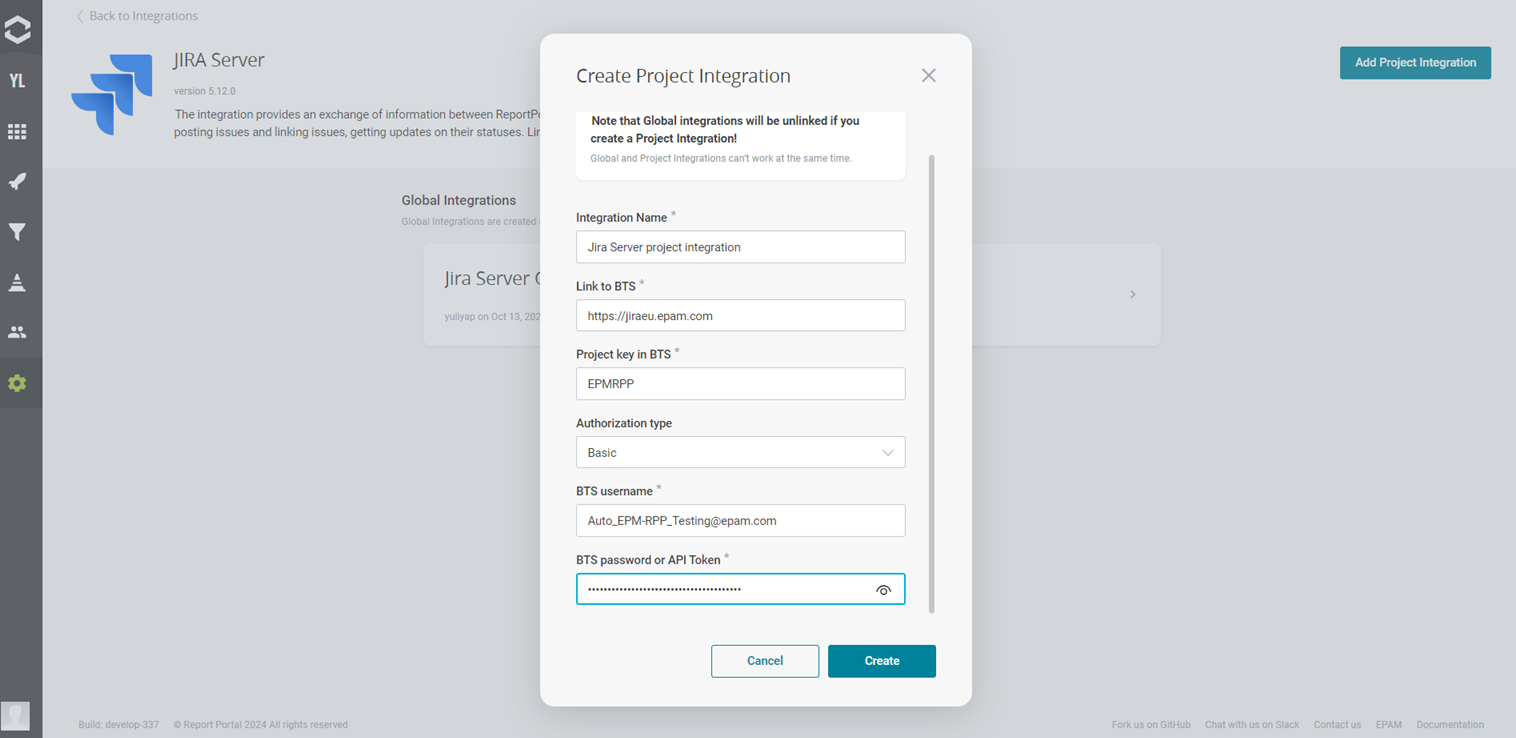 Back to Integrations
JIRA Server
version 5.12.0
The integration provides an exchange of information between ReportPo
posting issues and linking issues, getting updates on their statuses. Lin
Add Project Integration
YL
Global Integrations
Global Integrations are created
Jira Server
yuliyap on Oct 13, 202
Create Project Integration
Note that Global integrations will be unlinked if you
create a Project Integration!
Global and Project Integrations can't work at the same time.
Integration Name *
Jira Server project integration
Link to BTS *
https://jiraeu.epam.com
Project key in BTS *
EPMRPP
Authorization type
Basic
BTS username *
Auto_EPM-RPP_Testing@epam.com
BTS password or API Token *
Cancel
Create
Build: develop-337
© Report Portal 2024 All rights reserved
Fork us on GitHub
Chat with us on Slack
Contact us
EPAM
Documentation